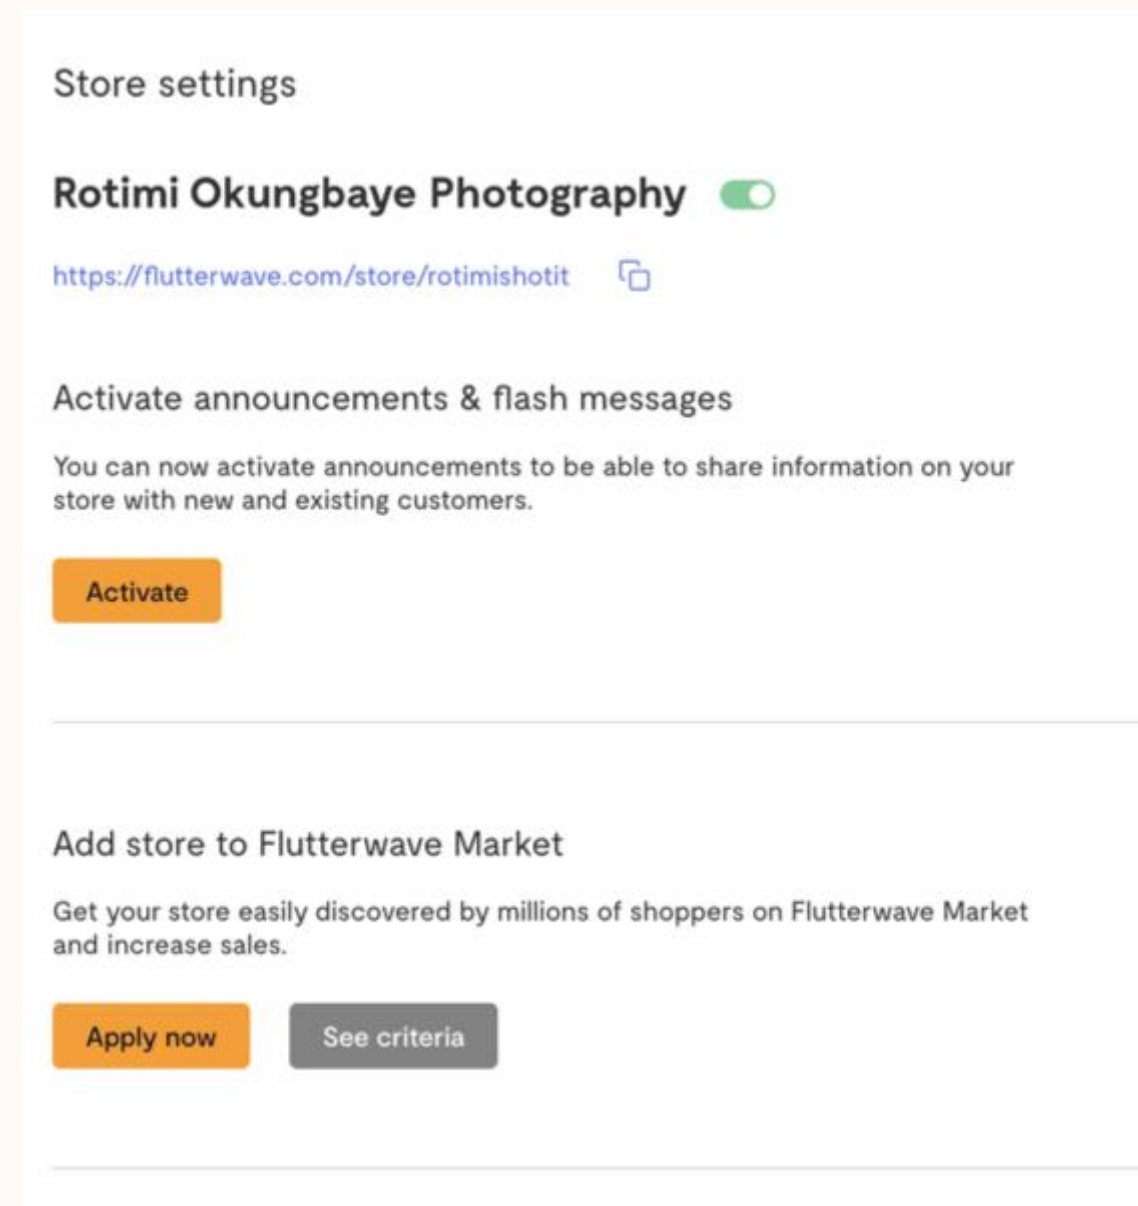 Store settings
Rotimi Okungbaye Photography
https://flutterwave.com/store/rotimishotit
Activate announcements & flash messages
You can now activate announcements to be able to share information on your
store with new and existing customers.
Activate
Add store to Flutterwave Market
Get your store easily discovered by millions of shoppers on Flutterwave Market
and increase sales.
Apply now
See criteria